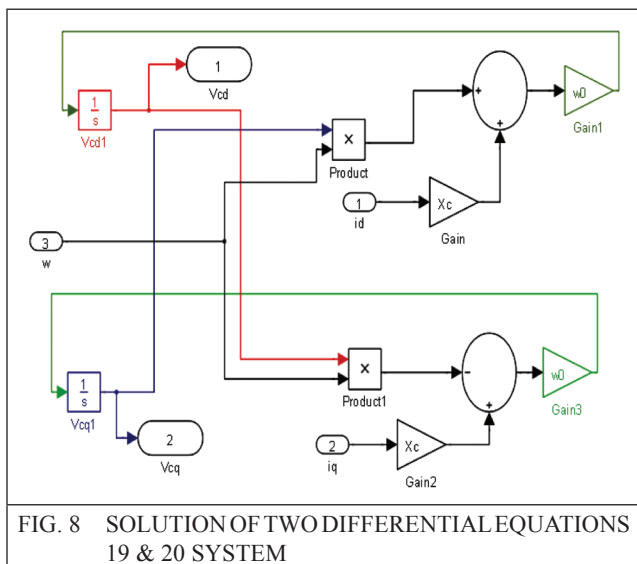 1
Vcd
1
s
Vcd1
×
Product
+
+
w0
Gain1
1
id
Xc
Gain
3
w
1
s
Vcq1
×
Product1
-
+
w0
Gain3
2
Vcq
2
iq
Xc
Gain2
FIG. 8 SOLUTION OF TWO DIFFERENTIAL EQUATIONS
19 & 20 SYSTEM